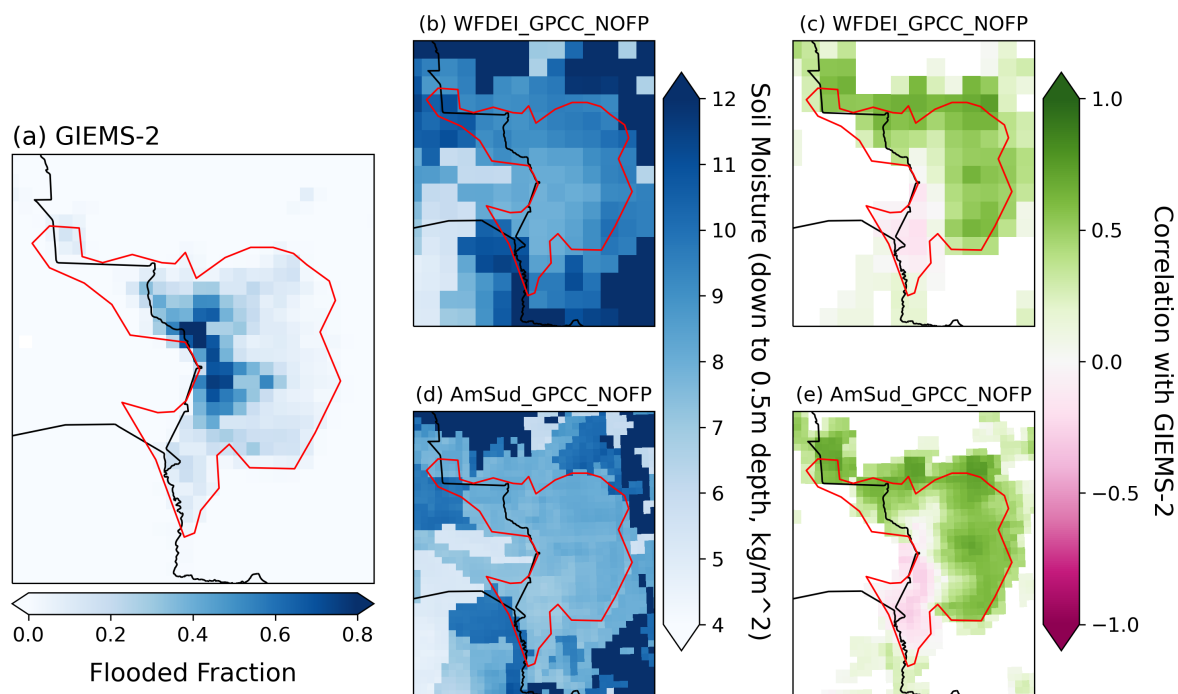 (a) GIEMS-2
0.0 0.2 0.4 0.6 0.8
Flooded Fraction
(b) WFDEI_GPCC_NOFP
(d) AmSud_GPCC_NOFP
12
11
10
9
8
7
6
5
4
Soil Moisture (down to 0.5m depth, kg/m^2)
(c) WFDEI_GPCC_NOFP
(e) AmSud_GPCC_NOFP
1.0
0.5
0.0
−0.5
−1.0
Correlation with GIEMS-2